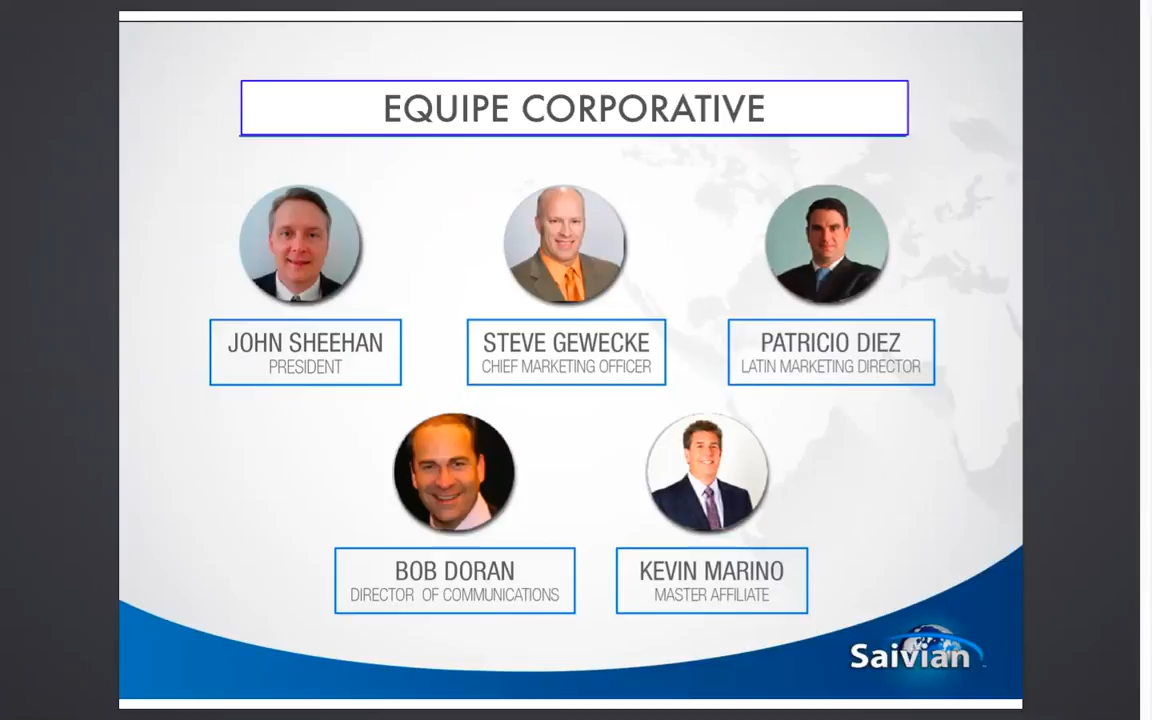 EQUIPE CORPORATIVE
JOHN SHEEHAN
PRESIDENT
STEVE GEWECKE
CHIEF MARKETING OFFICER
PATRICIO DIEZ
LATIN MARKETING DIRECTOR
BOB DORAN
DIRECTOR OF COMMUNICATIONS
KEVIN MARINO
MASTER AFFILIATE
Saivian